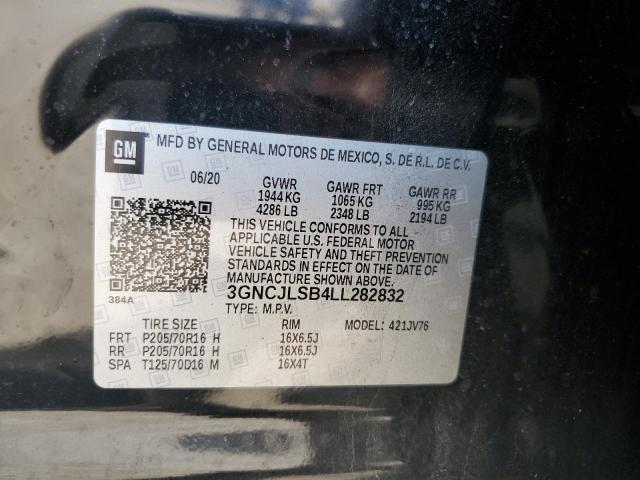 GM MFD BY GENERAL MOTORS DE MEXICO, S. DE R.L. DE C.V.
06/20 GVWR GAWR FRT GAWR RR
1944 KG 1065 KG 995 KG
4286 LB 2348 LB 2194 LB
THIS VEHICLE CONFORMS TO ALL
APPLICABLE U.S. FEDERAL MOTOR
VEHICLE SAFETY AND THEFT PREVENTION
STANDARDS IN EFFECT ON THE DATE OF
MANUFACTURE SHOWN ABOVE.
384A 3GNCJLSB4LL282832
TYPE: M.P.V.
TIRE SIZE RIM MODEL: 421JV76
FRT P205/70R16 H 16X6.5J
RR P205/70R16 H 16X6.5J
SPA T125/70D16 M 16X4T